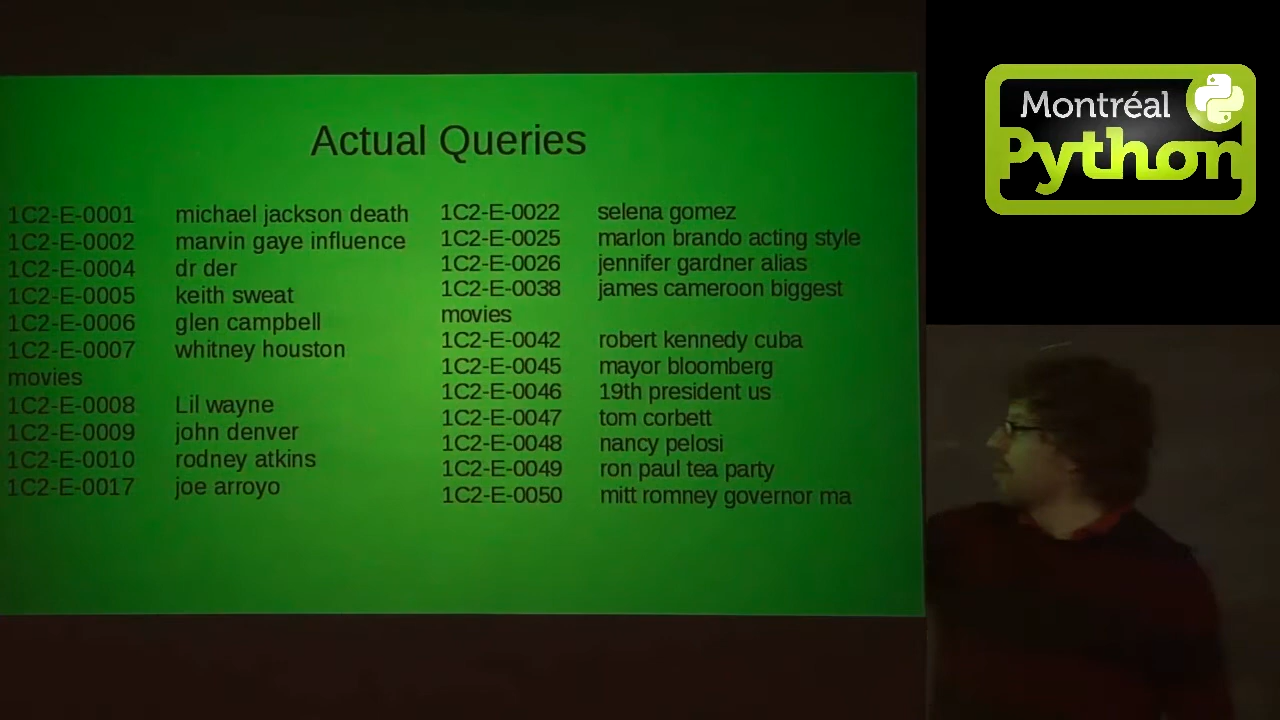 Actual Queries
1C2-E-0001 michael jackson death
1C2-E-0002 marvin gaye influence
1C2-E-0004 dr der
1C2-E-0005 keith sweat
1C2-E-0006 glen campbell
1C2-E-0007 whitney houston
movies
1C2-E-0008 Lil wayne
1C2-E-0009 john denver
1C2-E-0010 rodney atkins
1C2-E-0017 joe arroyo
1C2-E-0022 selena gomez
1C2-E-0025 marlon brando acting style
1C2-E-0026 jennifer gardner alias
1C2-E-0038 james cameroon biggest
movies
1C2-E-0042 robert kennedy cuba
1C2-E-0045 mayor bloomberg
1C2-E-0046 19th president us
1C2-E-0047 tom corbett
1C2-E-0048 nancy pelosi
1C2-E-0049 ron paul tea party
1C2-E-0050 mitt romney governor ma
Montréal
Python